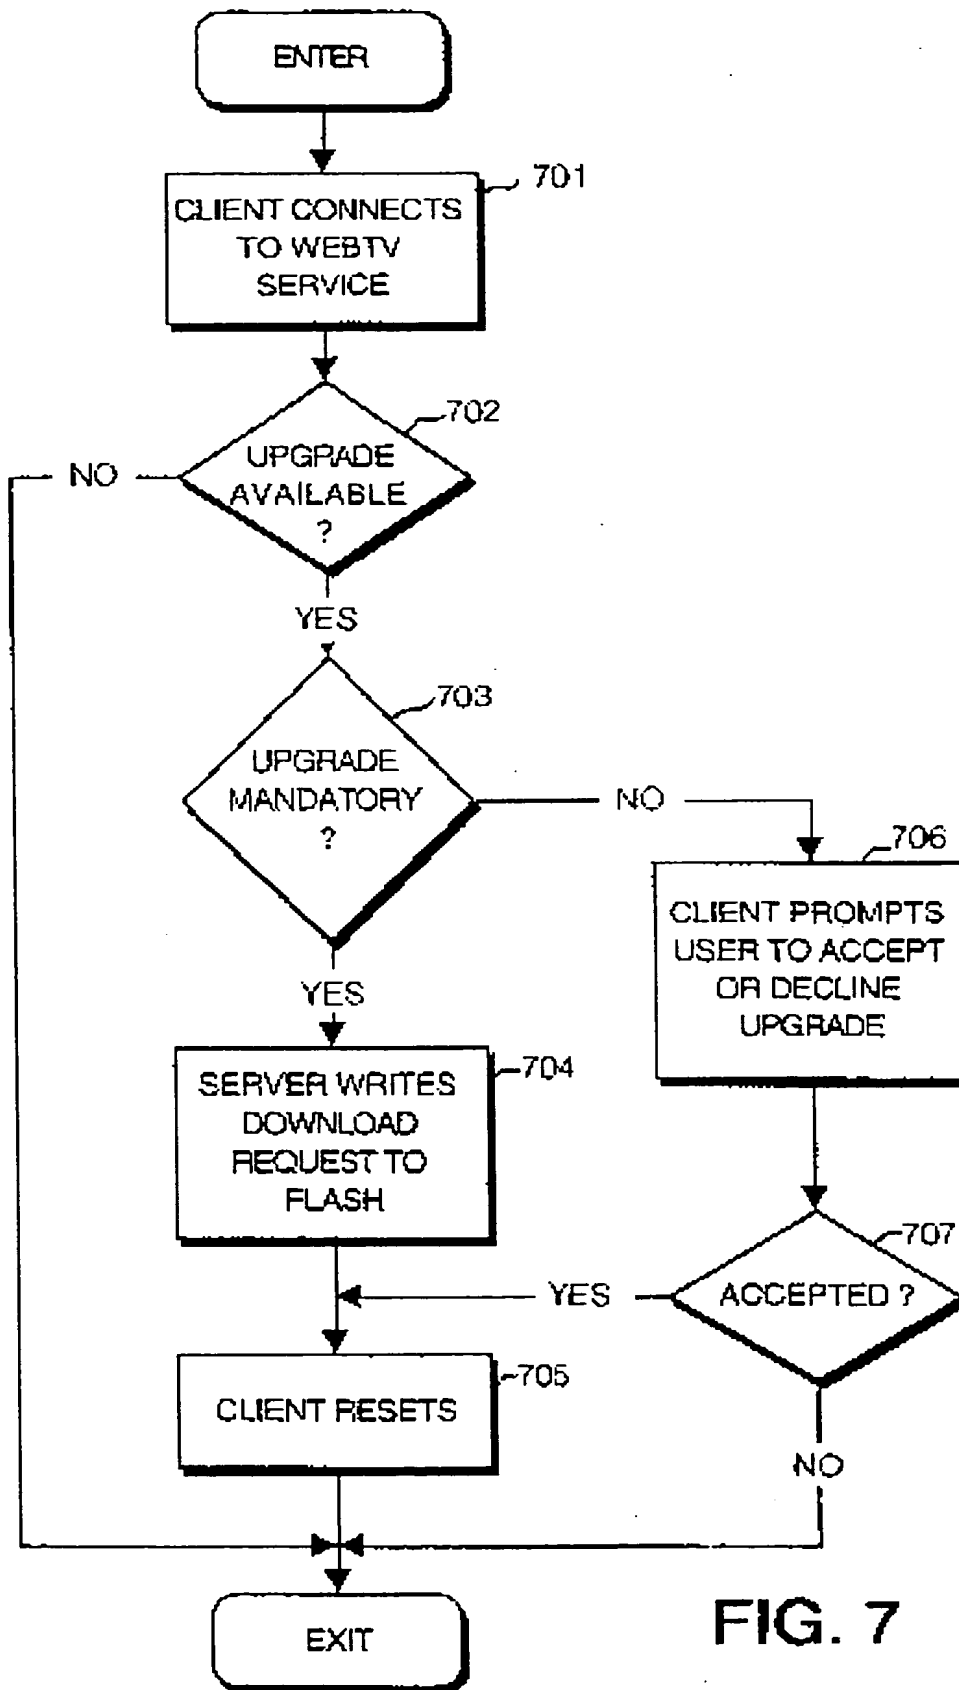 ENTER
701
CLIENT CONNECTS
TO WEBTV
SERVICE
702
UPGRADE
AVAILABLE
?
NO
YES
703
UPGRADE
MANDATORY
?
NO
706
CLIENT PROMPTS
USER TO ACCEPT
OR DECLINE
UPGRADE
YES
704
SERVER WRITES
DOWNLOAD
REQUEST TO
FLASH
707
ACCEPTED ?
YES
705
CLIENT RESETS
NO
EXIT
FIG. 7